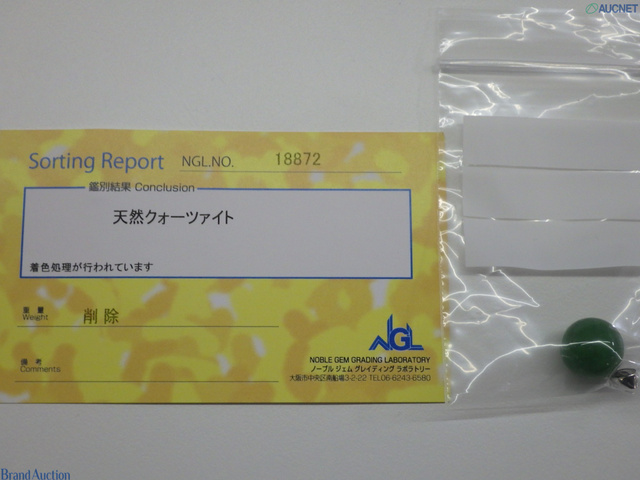 AUCNET
Sorting Report NGL.NO. 18872
鑑別結果 Conclusion
天然クォーツァイト
着色処理が行われています
重量
Weight 削除
備考
Comments
NGL
NOBLE GEM GRADING LABORATORY
ノーブル ジェム グレイディング ラボラトリー
大阪市中央区南船場3-2-22 TEL06-6243-6580
Brand Auction